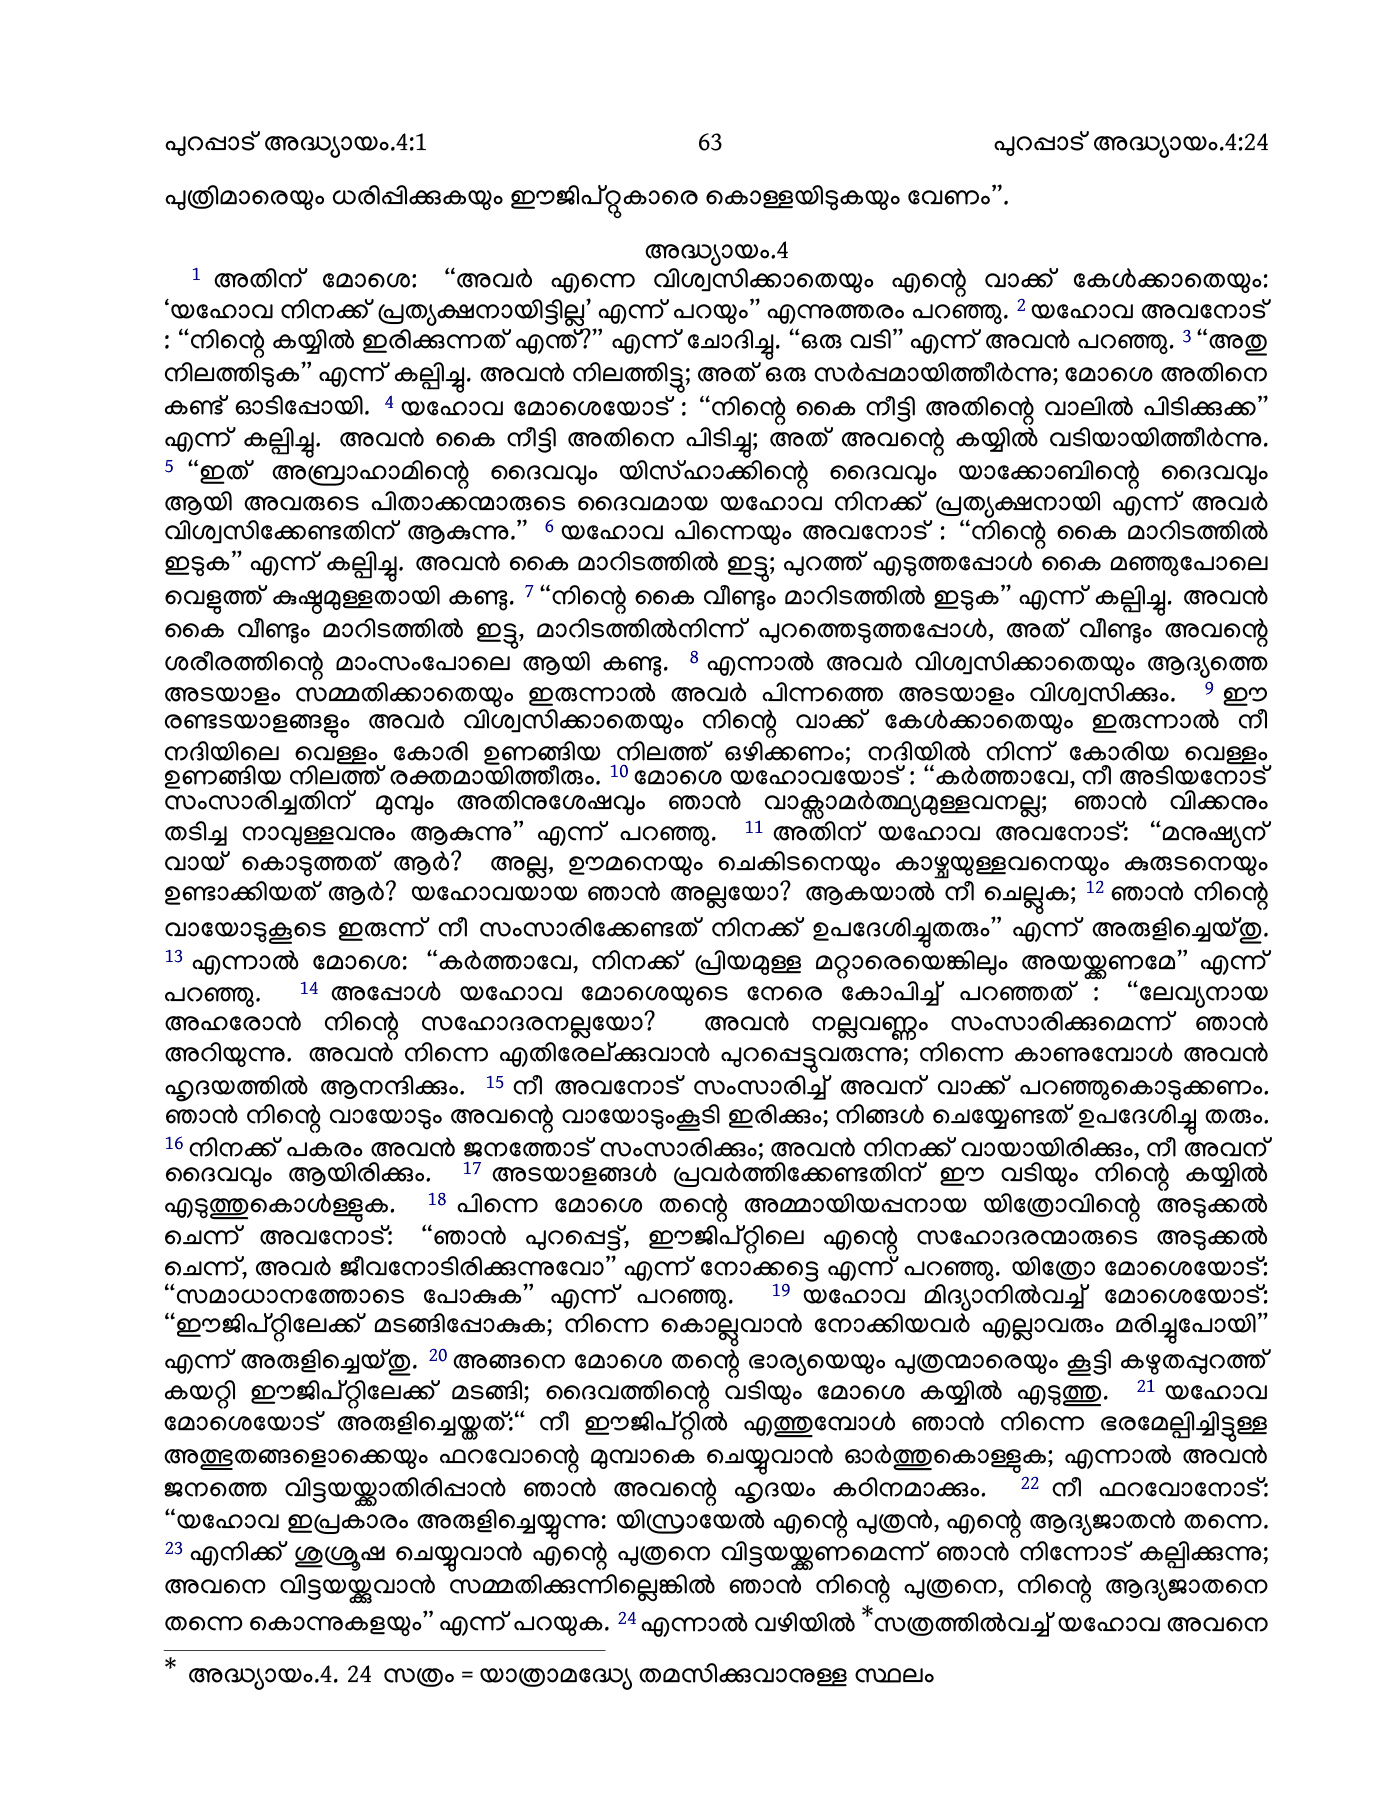 പുറപ്പാട് അദ്ധ്യായം.4:1 63 പുറപ്പാട് അദ്ധ്യായം.4:24
പുത്രിമാരെയും ധരിപ്പിക്കുകയും ഈജിപ്റ്റുകാരെ കൊള്ളയിടുകയും വേണം”.
അദ്ധ്യായം.4
1 അതിന് മോശെ: “അവർ എന്നെ വിശ്വസിക്കാതെയും എന്റെ വാക്ക് കേൾക്കാതെയും:
‘യഹോവ നിനക്ക് പ്രത്യക്ഷനായിട്ടില്ല’ എന്ന് പറയും” എന്നുത്തരം പറഞ്ഞു. 2 യഹോവ അവനോട്
: “നിന്റെ കയ്യിൽ ഇരിക്കുന്നത് എന്ത്?” എന്ന് ചോദിച്ചു. “ഒരു വടി” എന്ന് അവൻ പറഞ്ഞു. 3 “അതു
നിലത്തിടുക” എന്ന് കല്പിച്ചു. അവൻ നിലത്തിട്ടു; അത് ഒരു സർപ്പമായിത്തീർന്നു; മോശെ അതിനെ
കണ്ട് ഓടിപ്പോയി. 4 യഹോവ മോശെയോട് : “നിന്റെ കൈ നീട്ടി അതിന്റെ വാലിൽ പിടിക്കുക്ക”
എന്ന് കല്പിച്ചു. അവൻ കൈ നീട്ടി അതിനെ പിടിച്ചു; അത് അവന്റെ കയ്യിൽ വടിയായിത്തീർന്നു.
5 “ഇത് അബ്രാഹാമിന്റെ ദൈവവും യിസ്ഹാക്കിന്റെ ദൈവവും യാക്കോബിന്റെ ദൈവവും
ആയി അവരുടെ പിതാക്കന്മാരുടെ ദൈവമായ യഹോവ നിനക്ക് പ്രത്യക്ഷനായി എന്ന് അവർ
വിശ്വസിക്കേണ്ടതിന് ആകുന്നു.” 6 യഹോവ പിന്നെയും അവനോട് : “നിന്റെ കൈ മാറിടത്തിൽ
ഇടുക” എന്ന് കല്പിച്ചു. അവൻ കൈ മാറിടത്തിൽ ഇട്ടു; പുറത്ത് എടുത്തപ്പോൾ കൈ മഞ്ഞുപോലെ
വെളുത്ത് കുഷ്ഠമുള്ളതായി കണ്ടു. 7 “നിന്റെ കൈ വീണ്ടും മാറിടത്തിൽ ഇടുക” എന്ന് കല്പിച്ചു. അവൻ
കൈ വീണ്ടും മാറിടത്തിൽ ഇട്ടു, മാറിടത്തിൽനിന്ന് പുറത്തെടുത്തപ്പോൾ, അത് വീണ്ടും അവന്റെ
ശരീരത്തിന്റെ മാംസംപോലെ ആയി കണ്ടു. 8 എന്നാൽ അവർ വിശ്വസിക്കാതെയും ആദ്യത്തെ
അടയാളം സമ്മതിക്കാതെയും ഇരുന്നാൽ അവർ പിന്നത്തെ അടയാളം വിശ്വസിക്കും. 9 ഈ
രണ്ടടയാളങ്ങളും അവർ വിശ്വസിക്കാതെയും നിന്റെ വാക്ക് കേൾക്കാതെയും ഇരുന്നാൽ നീ
നദിയിലെ വെള്ളം കോരി ഉണങ്ങിയ നിലത്ത് ഒഴിക്കണം; നദിയിൽ നിന്ന് കോരിയ വെള്ളം
ഉണങ്ങിയ നിലത്ത് രക്തമായിത്തീരും. 10 മോശെ യഹോവയോട് : “കർത്താവേ, നീ അടിയനോട്
സംസാരിച്ചതിന് മുമ്പും അതിനുശേഷവും ഞാൻ വാക്സാമർത്ഥ്യമുള്ളവനല്ല; ഞാൻ വിക്കനും
തടിച്ച നാവുള്ളവനും ആകുന്നു” എന്ന് പറഞ്ഞു. 11 അതിന് യഹോവ അവനോട്: “മനുഷ്യന്
വായ് കൊടുത്തത് ആർ? അല്ല, ഊമനെയും ചെകിടനെയും കാഴ്ചയുള്ളവനെയും കുരുടനെയും
ഉണ്ടാക്കിയത് ആർ? യഹോവയായ ഞാൻ അല്ലയോ? ആകയാൽ നീ ചെല്ലുക; 12 ഞാൻ നിന്റെ
വായോടുകൂടെ ഇരുന്ന് നീ സംസാരിക്കേണ്ടത് നിനക്ക് ഉപദേശിച്ചുതരും” എന്ന് അരുളിച്ചെയ്തു.
13 എന്നാൽ മോശെ: “കർത്താവേ, നിനക്ക് പ്രിയമുള്ള മറ്റാരെയെങ്കിലും അയയ്ക്കണമേ” എന്ന്
പറഞ്ഞു. 14 അപ്പോൾ യഹോവ മോശെയുടെ നേരെ കോപിച്ച് പറഞ്ഞത് : “ലേവ്യനായ
അഹരോൻ നിന്റെ സഹോദരനല്ലയോ? അവൻ നല്ലവണ്ണം സംസാരിക്കുമെന്ന് ഞാൻ
അറിയുന്നു. അവൻ നിന്നെ എതിരേല്ക്കുവാൻ പുറപ്പെട്ടുവരുന്നു; നിന്നെ കാണുമ്പോൾ അവൻ
ഹൃദയത്തിൽ ആനന്ദിക്കും. 15 നീ അവനോട് സംസാരിച്ച് അവന് വാക്ക് പറഞ്ഞുകൊടുക്കണം.
ഞാൻ നിന്റെ വായോടും അവന്റെ വായോടുംകൂടി ഇരിക്കും; നിങ്ങൾ ചെയ്യേണ്ടത് ഉപദേശിച്ചു തരും.
16 നിനക്ക് പകരം അവൻ ജനത്തോട് സംസാരിക്കും; അവൻ നിനക്ക് വായായിരിക്കും, നീ അവന്
ദൈവവും ആയിരിക്കും. 17 അടയാളങ്ങൾ പ്രവർത്തിക്കേണ്ടതിന് ഈ വടിയും നിന്റെ കയ്യിൽ
എടുത്തുകൊൾള്ളുക. 18 പിന്നെ മോശെ തന്റെ അമ്മായിയപ്പനായ യിത്രോവിന്റെ അടുക്കൽ
ചെന്ന് അവനോട്: “ഞാൻ പുറപ്പെട്ട്, ഈജിപ്റ്റിലെ എന്റെ സഹോദരന്മാരുടെ അടുക്കൽ
ചെന്ന്, അവർ ജീവനോടിരിക്കുന്നുവോ” എന്ന് നോക്കട്ടെ എന്ന് പറഞ്ഞു. യിത്രോ മോശെയോട്:
“സമാധാനത്തോടെ പോകുക” എന്ന് പറഞ്ഞു. 19 യഹോവ മിദ്യാനിൽവച്ച് മോശെയോട്:
“ഈജിപ്റ്റിലേക്ക് മടങ്ങിപ്പോകുക; നിന്നെ കൊല്ലുവാൻ നോക്കിയവർ എല്ലാവരും മരിച്ചുപോയി”
എന്ന് അരുളിച്ചെയ്തു. 20 അങ്ങനെ മോശെ തന്റെ ഭാര്യയെയും പുത്രന്മാരെയും കൂട്ടി കഴുതപ്പുറത്ത്
കയറ്റി ഈജിപ്റ്റിലേക്ക് മടങ്ങി; ദൈവത്തിന്റെ വടിയും മോശെ കയ്യിൽ എടുത്തു. 21 യഹോവ
മോശെയോട് അരുളിച്ചെയ്തത്:“ നീ ഈജിപ്റ്റിൽ എത്തുമ്പോൾ ഞാൻ നിന്നെ ഭരമേല്പിച്ചിട്ടുള്ള
അത്ഭുതങ്ങളൊക്കെയും ഫറവോന്റെ മുമ്പാകെ ചെയ്യുവാൻ ഓർത്തുകൊള്ളുക; എന്നാൽ അവൻ
ജനത്തെ വിട്ടയയ്ക്കാതിരിപ്പാൻ ഞാൻ അവന്റെ ഹൃദയം കഠിനമാക്കും. 22 നീ ഫറവോനോട്:
“യഹോവ ഇപ്രകാരം അരുളിച്ചെയ്യുന്നു: യിസ്രായേൽ എന്റെ പുത്രൻ, എന്റെ ആദ്യജാതൻ തന്നെ.
23 എനിക്ക് ശുശ്രൂഷ ചെയ്യുവാൻ എന്റെ പുത്രനെ വിട്ടയയ്ക്കണമെന്ന് ഞാൻ നിന്നോട് കല്പിക്കുന്നു;
അവനെ വിട്ടയയ്ക്കുവാൻ സമ്മതിക്കുന്നില്ലെങ്കിൽ ഞാൻ നിന്റെ പുത്രനെ, നിന്റെ ആദ്യജാതനെ
തന്നെ കൊന്നുകളയും” എന്ന് പറയുക. 24 എന്നാൽ വഴിയിൽ *സത്രത്തിൽവച്ച് യഹോവ അവനെ
* അദ്ധ്യായം.4. 24 സത്രം = യാത്രാമദ്ധ്യേ തമസിക്കുവാനുള്ള സ്ഥലം